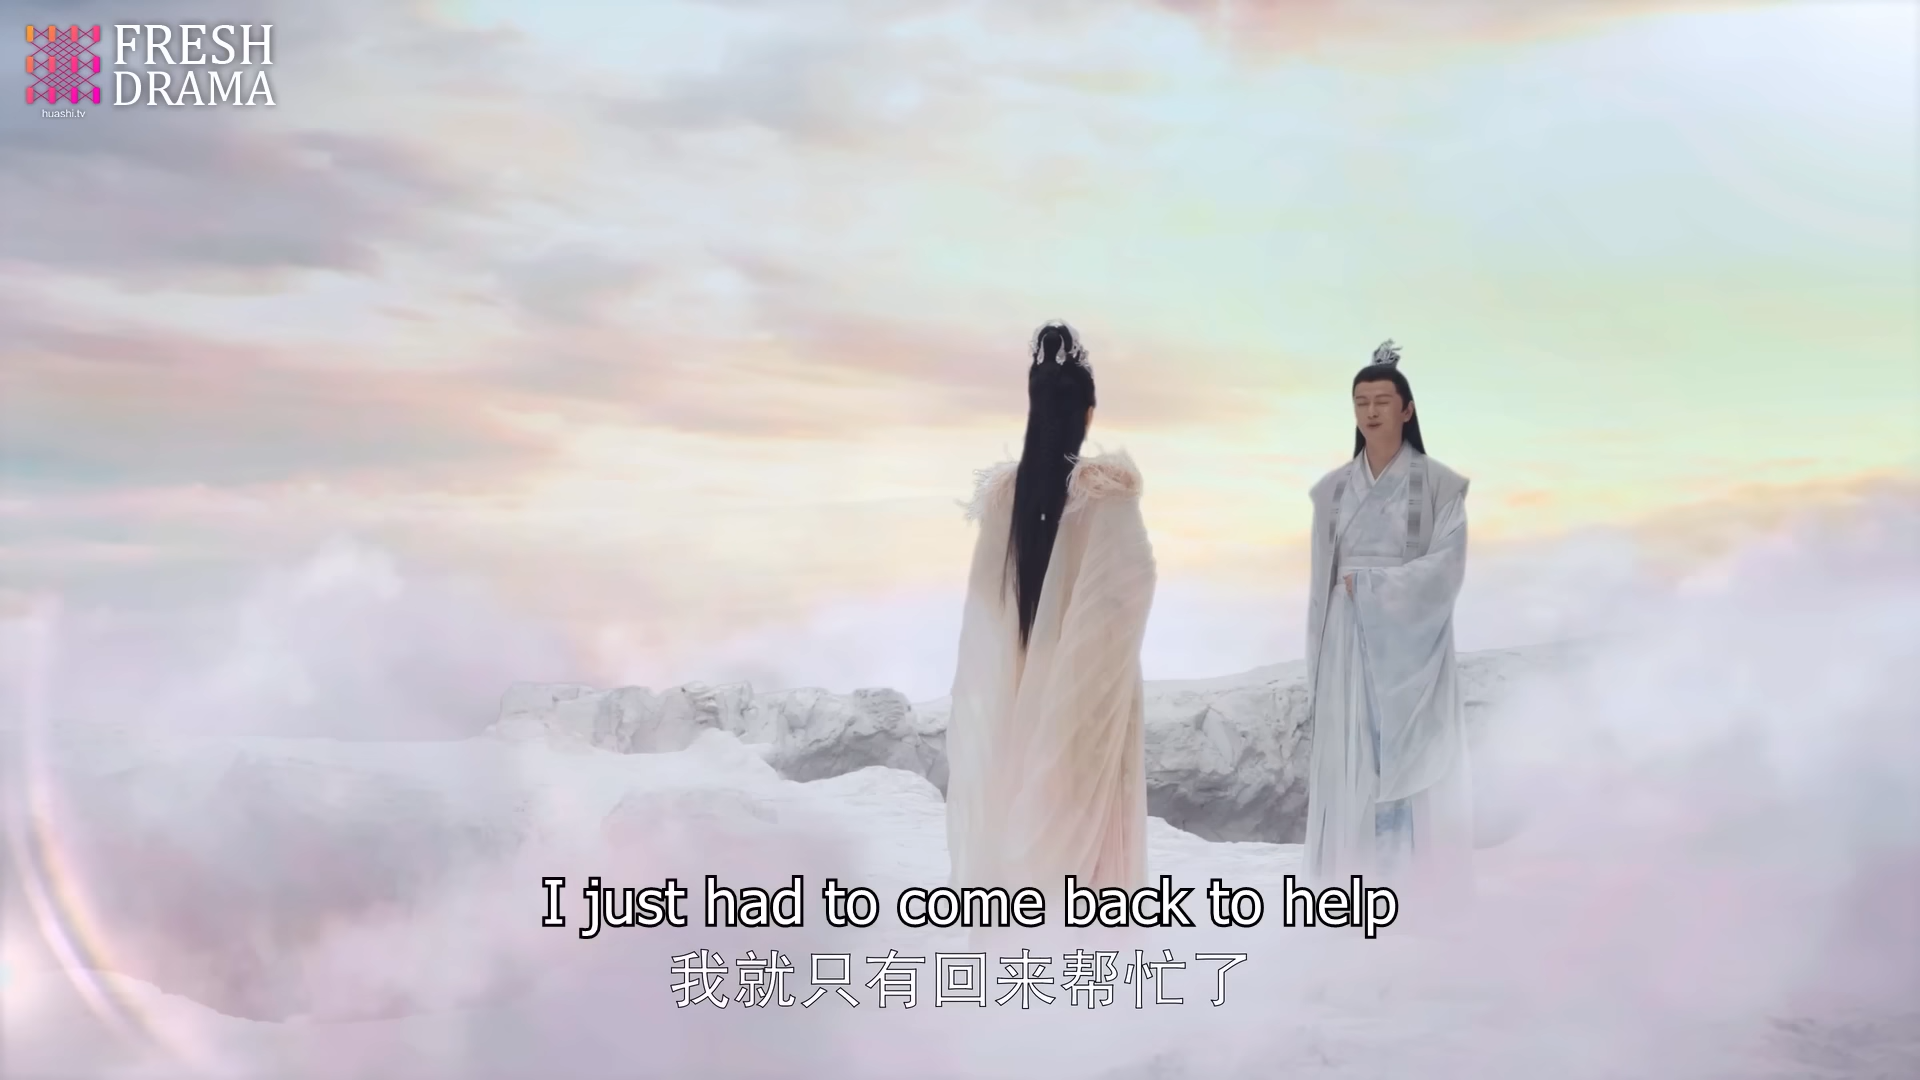 FRESH
DRAMA
huashi.tv
I just had to come back to help
我就只有回来帮忙了